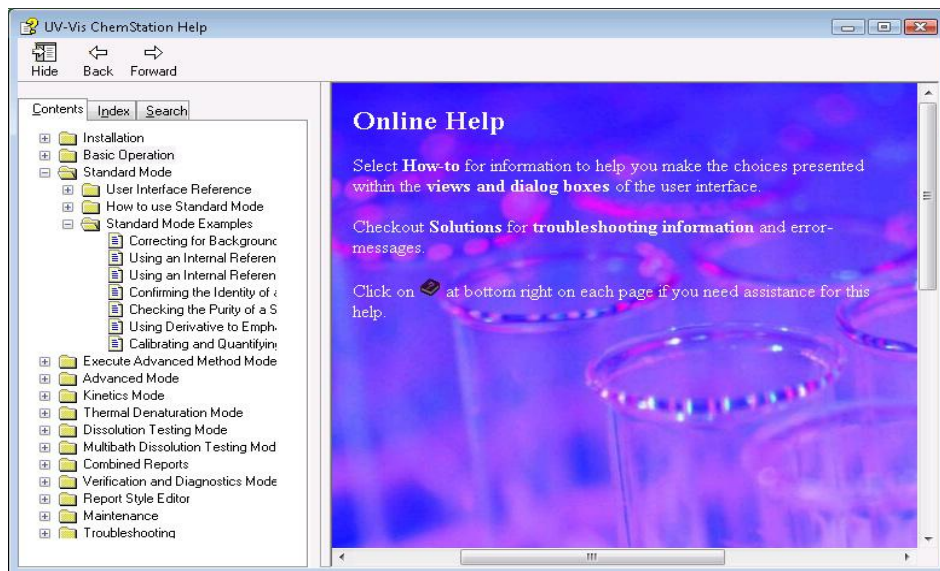 UV-Vis ChemStation Help
Hide Back Forward
Contents Index Search
Installation
Basic Operation
Standard Mode
User Interface Reference
How to use Standard Mode
Standard Mode Examples
Correcting for Background
Using an Internal Referen
Using an Internal Referen
Confirming the Identity of a
Checking the Purity of a S
Using Derivative to Empha
Calibrating and Quantifying
Execute Advanced Method Mode
Advanced Mode
Kinetics Mode
Thermal Denaturation Mode
Dissolution Testing Mode
Multibath Dissolution Testing Mod
Combined Reports
Verification and Diagnostics Mode
Report Style Editor
Maintenance
Troubleshooting
Online Help
Select How-to for information to help you make the choices presented
within the views and dialog boxes of the user interface.
Checkout Solutions for troubleshooting information and error-
messages.
Click on at bottom right on each page if you need assistance for this
help.